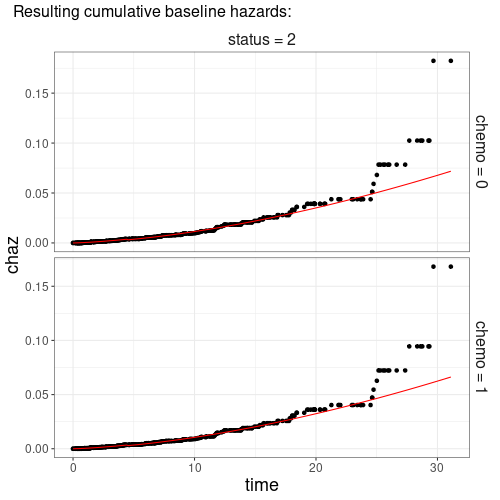 Resulting cumulative baseline hazards:
status = 2
0.15
0.10
0.05
0.00
chemo = 0
chaz
0.15
0.10
0.05
0.00
chemo = 1
0 10 20 30
time